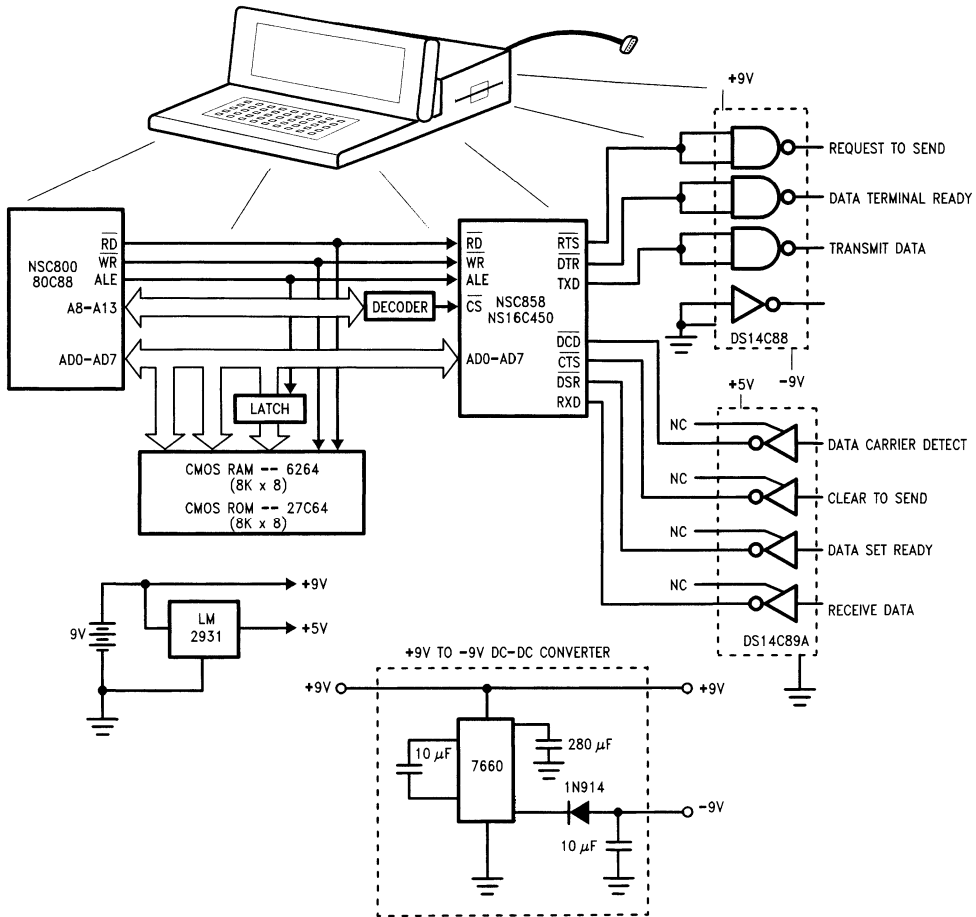 +9V
REQUEST TO SEND
DATA TERMINAL READY
TRANSMIT DATA
DS14C88
-9V
NSC800
80C88
RD
WR
ALE
A8-A13
AD0-AD7
DECODER
LATCH
RD
WR
ALE
CS
AD0-AD7
NSC858
NS16C450
RTS
DTR
TXD
DCD
CTS
DSR
RXD
CMOS RAM -- 6264
(8K x 8)
CMOS ROM -- 27C64
(8K x 8)
+5V
NC
DATA CARRIER DETECT
NC
CLEAR TO SEND
NC
DATA SET READY
NC
RECEIVE DATA
DS14C89A
9V
LM
2931
+9V
+5V
+9V TO -9V DC-DC CONVERTER
+9V
+9V
10 µF
7660
280 µF
1N914
-9V
10 µF